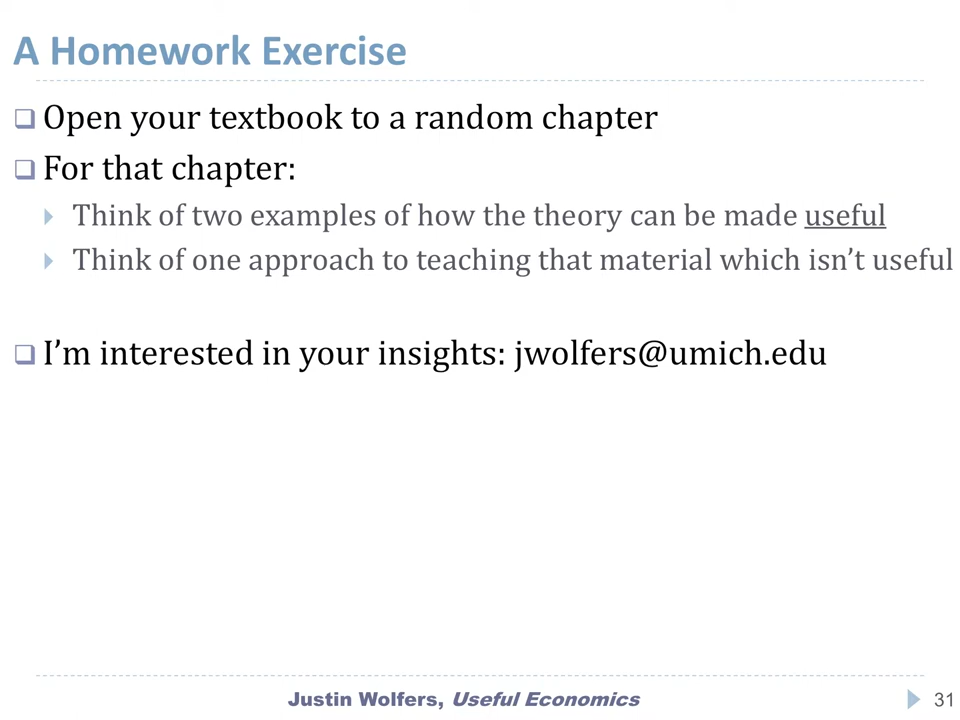 A Homework Exercise
Open your textbook to a random chapter
For that chapter:
Think of two examples of how the theory can be made useful
Think of one approach to teaching that material which isn’t useful
I’m interested in your insights: jwolfers@umich.edu
Justin Wolfers, Useful Economics
31